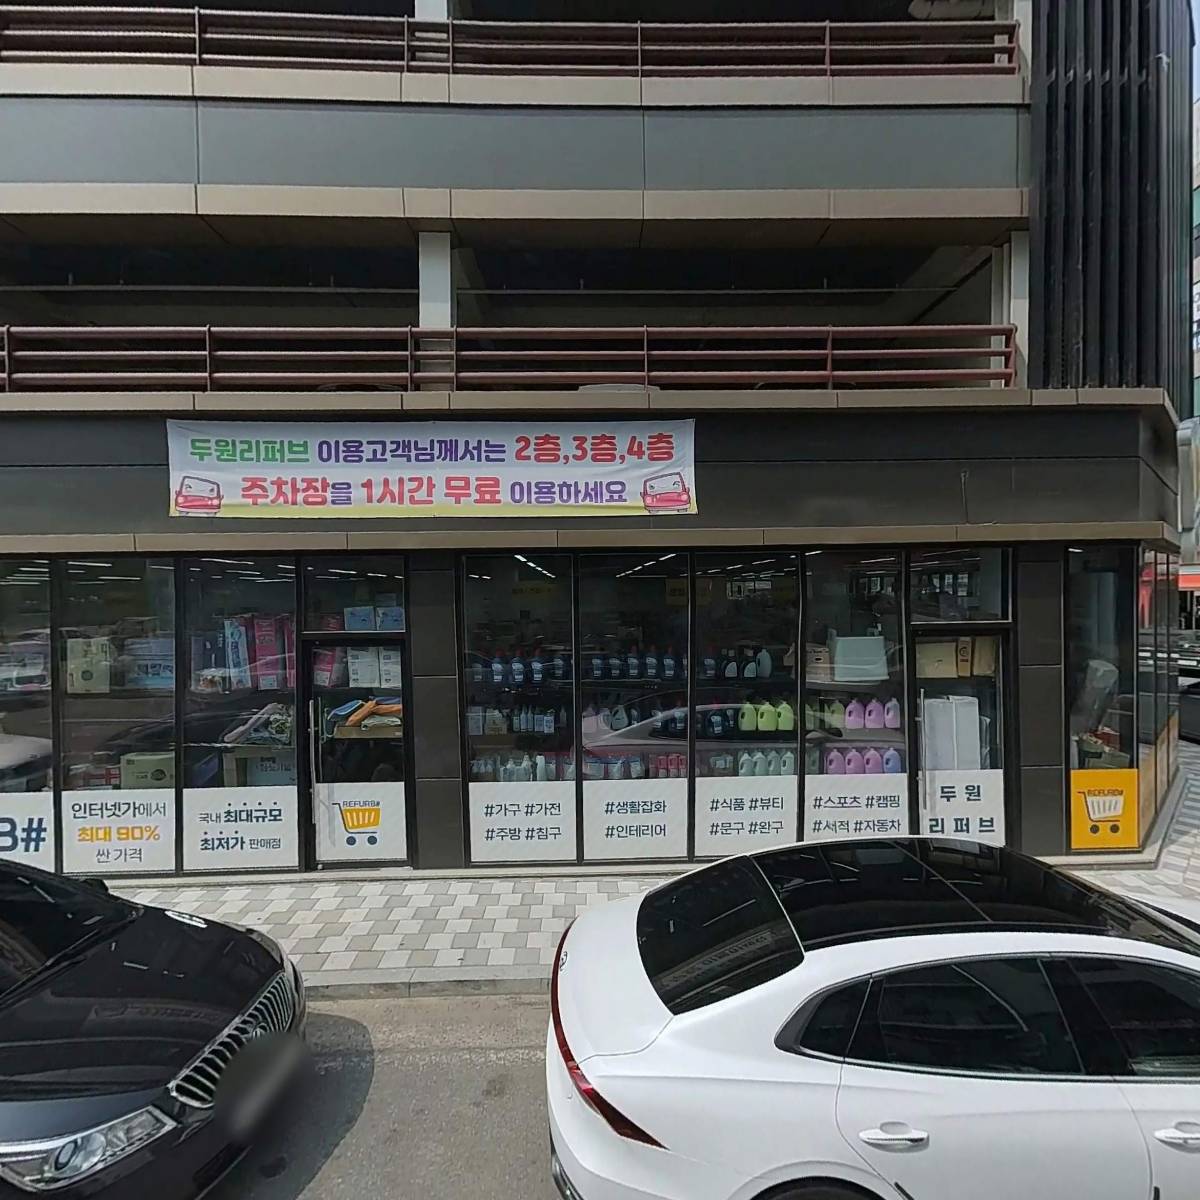 두원리퍼브 이용고객님께서는 2층,3층,4층
주차장을 1시간 무료 이용하세요
B#
인터넷가에서
최대 90%
싼 가격
국내 최대규모
최저가 판매점
REFURB#
#가구 #가전
#주방 #침구
#생활잡화
#인테리어
#식품 #뷰티
#문구 #완구
#스포츠 #캠핑
#서적 #자동차
두원
리퍼브
REFURB#